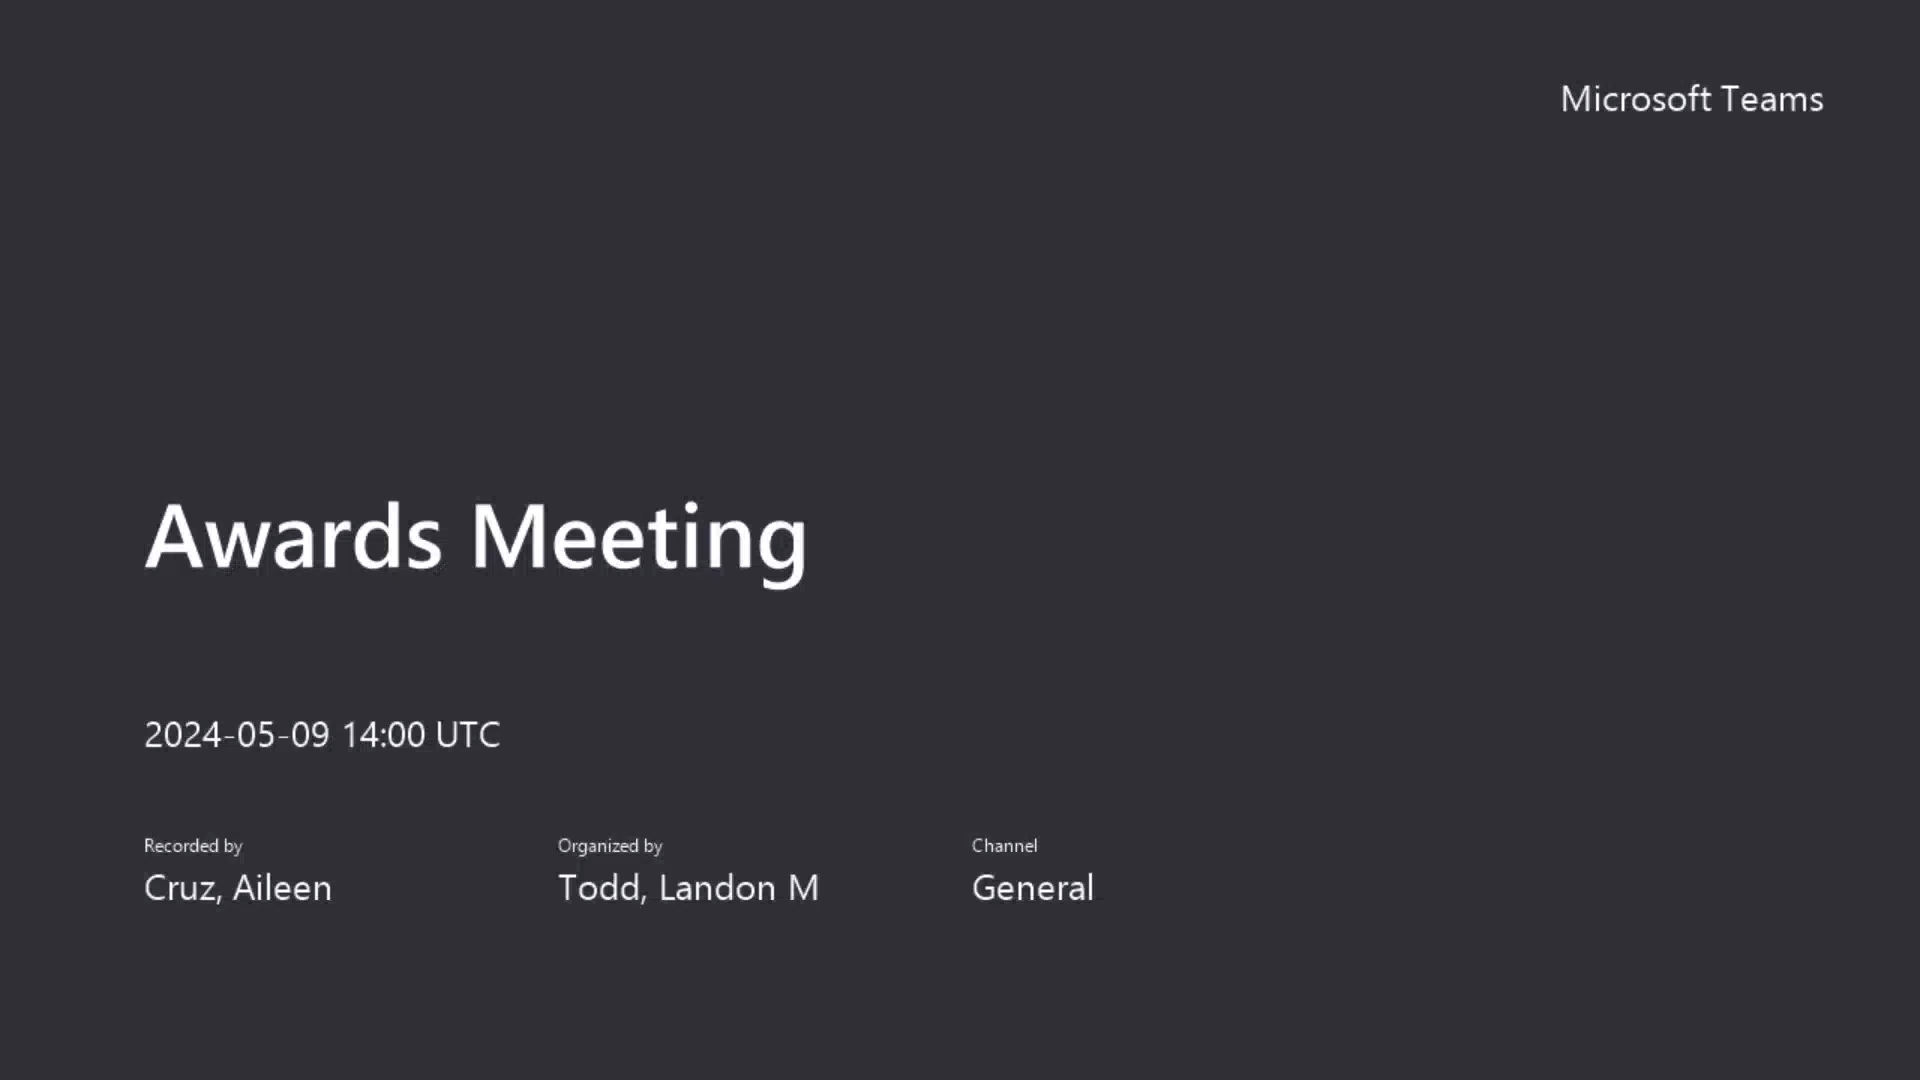 Microsoft Teams
Awards Meeting
2024-05-09 14:00 UTC
Recorded by
Cruz, Aileen
Organized by
Todd, Landon M
Channel
General